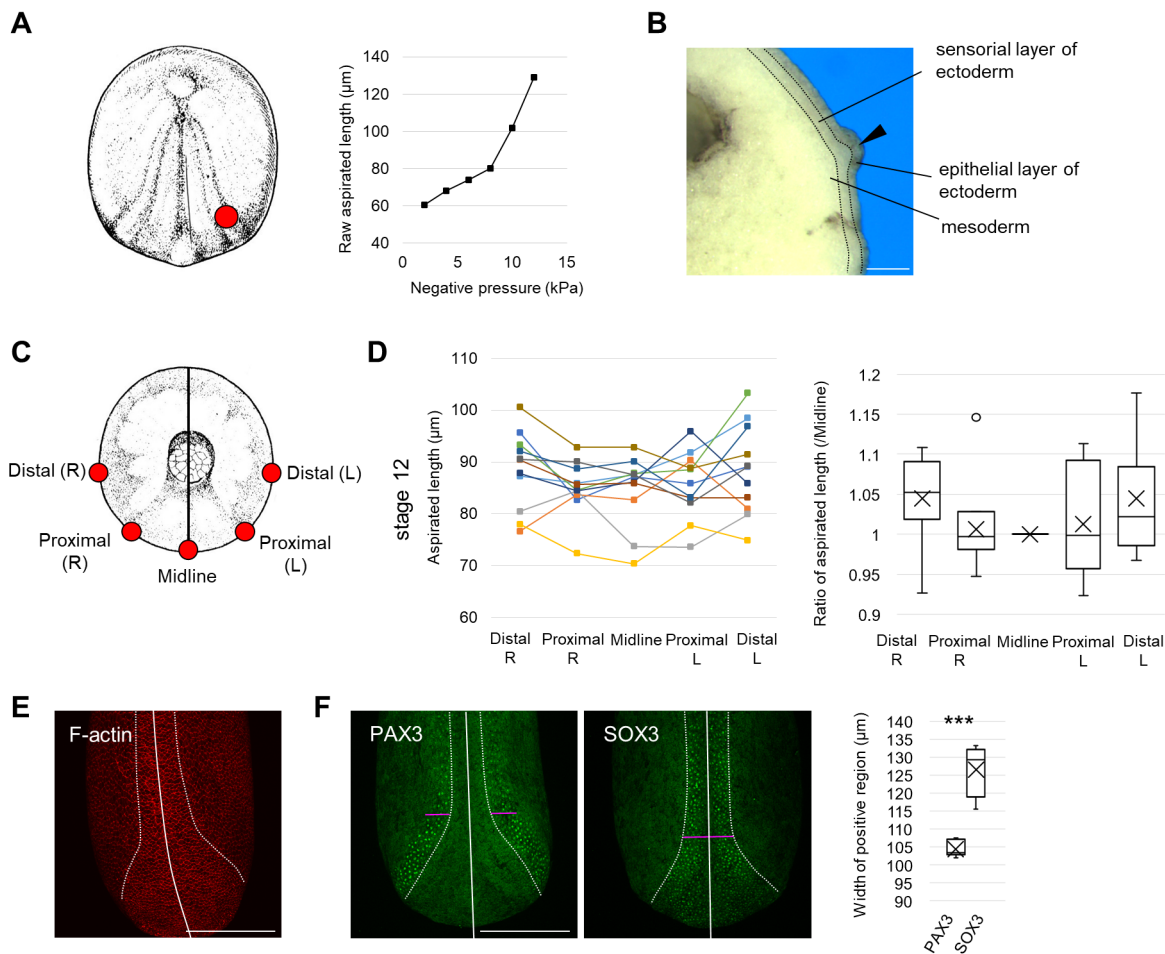 A
140
120
100
80
60
40
0
5
10
15
Raw aspirated length (µm)
Negative pressure (kPa)
B
sensorial layer of
ectoderm
epithelial layer of
ectoderm
mesoderm
C
Distal (R)
Distal (L)
Proximal
(R)
Proximal
(L)
Midline
D
stage 12
Aspirated length (µm)
110
100
90
80
70
60
Distal
R
Proximal
R
Midline
Proximal
L
Distal
L
Ratio of aspirated length (/Midline)
1.2
1.15
1.1
1.05
1
0.95
0.9
Distal
R
Proximal
R
Midline
Proximal
L
Distal
L
E
F-actin
F
PAX3
SOX3
Width of positive region (µm)
140
135
130
125
120
115
110
105
100
95
90
***
PAX3
SOX3